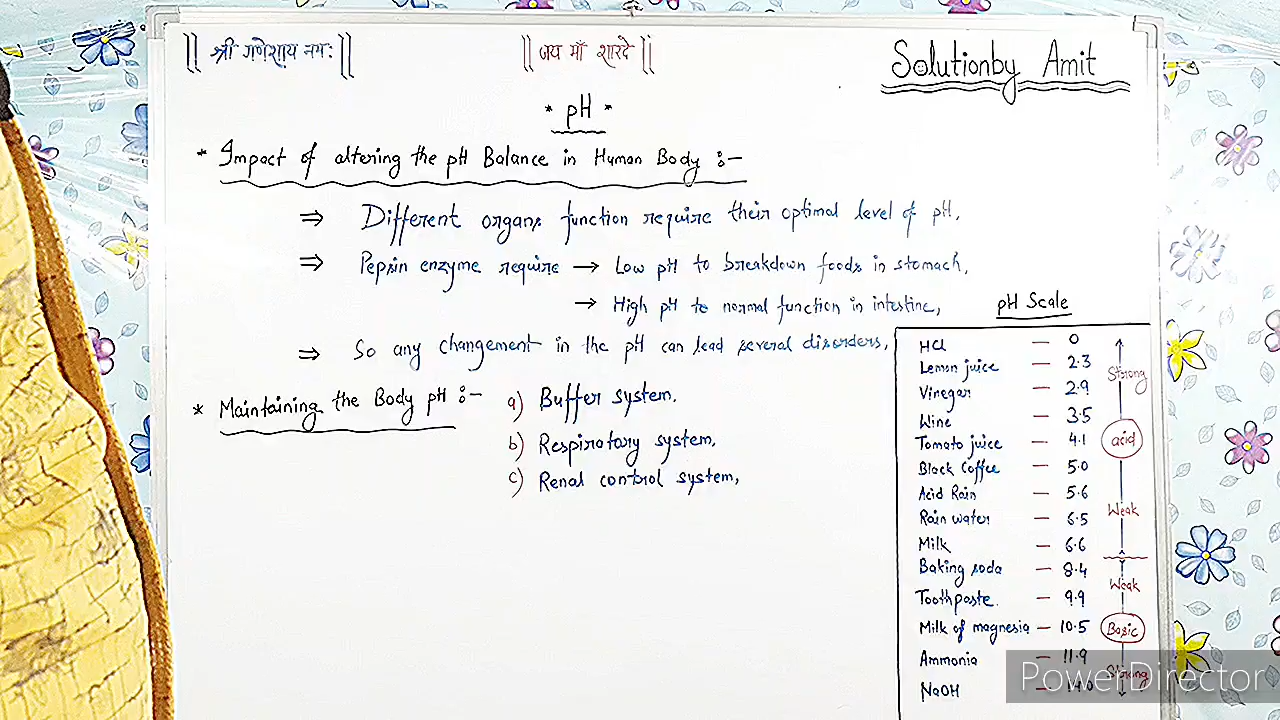 || श्री गणेशाय नमः ||
|| जय माँ शारदे ||
Solutionby Amit
* pH *
* Impact of altering the pH Balance in Human Body :-
⇒ Different organs function require their optimal level of pH,
⇒ Pepsin enzyme require → Low pH to breakdown foods in stomach,
→ High pH to normal function in intestine,
⇒ So any changement in the pH can lead several disorders,
* Maintaining the Body pH :-
a) Buffer system,
b) Respiratory system,
c) Renal control system,
pH Scale
HCl — 0
Lemon juice — 2.3
Vinegar — 2.9
Wine — 3.5
Tomato juice — 4.1
Black Coffee — 5.0
Acid Rain — 5.6
Rain water — 6.5
Milk — 6.6
Baking soda — 8.4
Toothpaste — 9.9
Milk of magnesia — 10.5
Ammonia — 11.9
NaOH —
Strong
acid
Weak
Weak
Basic
Strong
PowerDirector